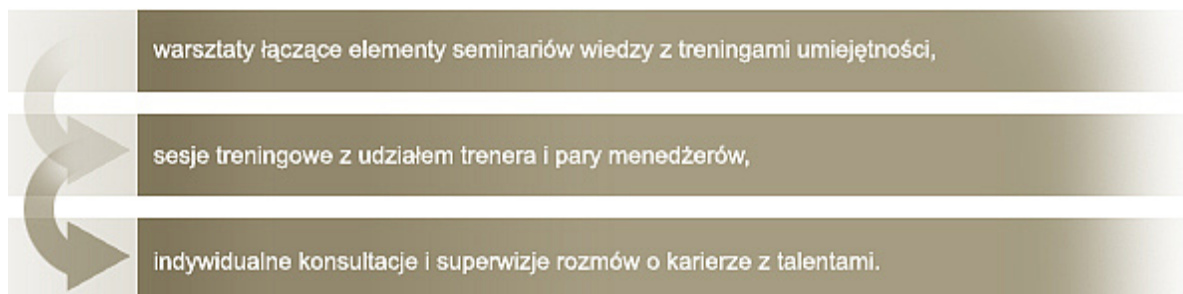 warsztaty łączące elementy seminariów wiedzy z treningami umiejętności,
sesje treningowe z udziałem trenera i pary menedżerów,
indywidualne konsultacje i superwizje rozmów o karierze z talentami.